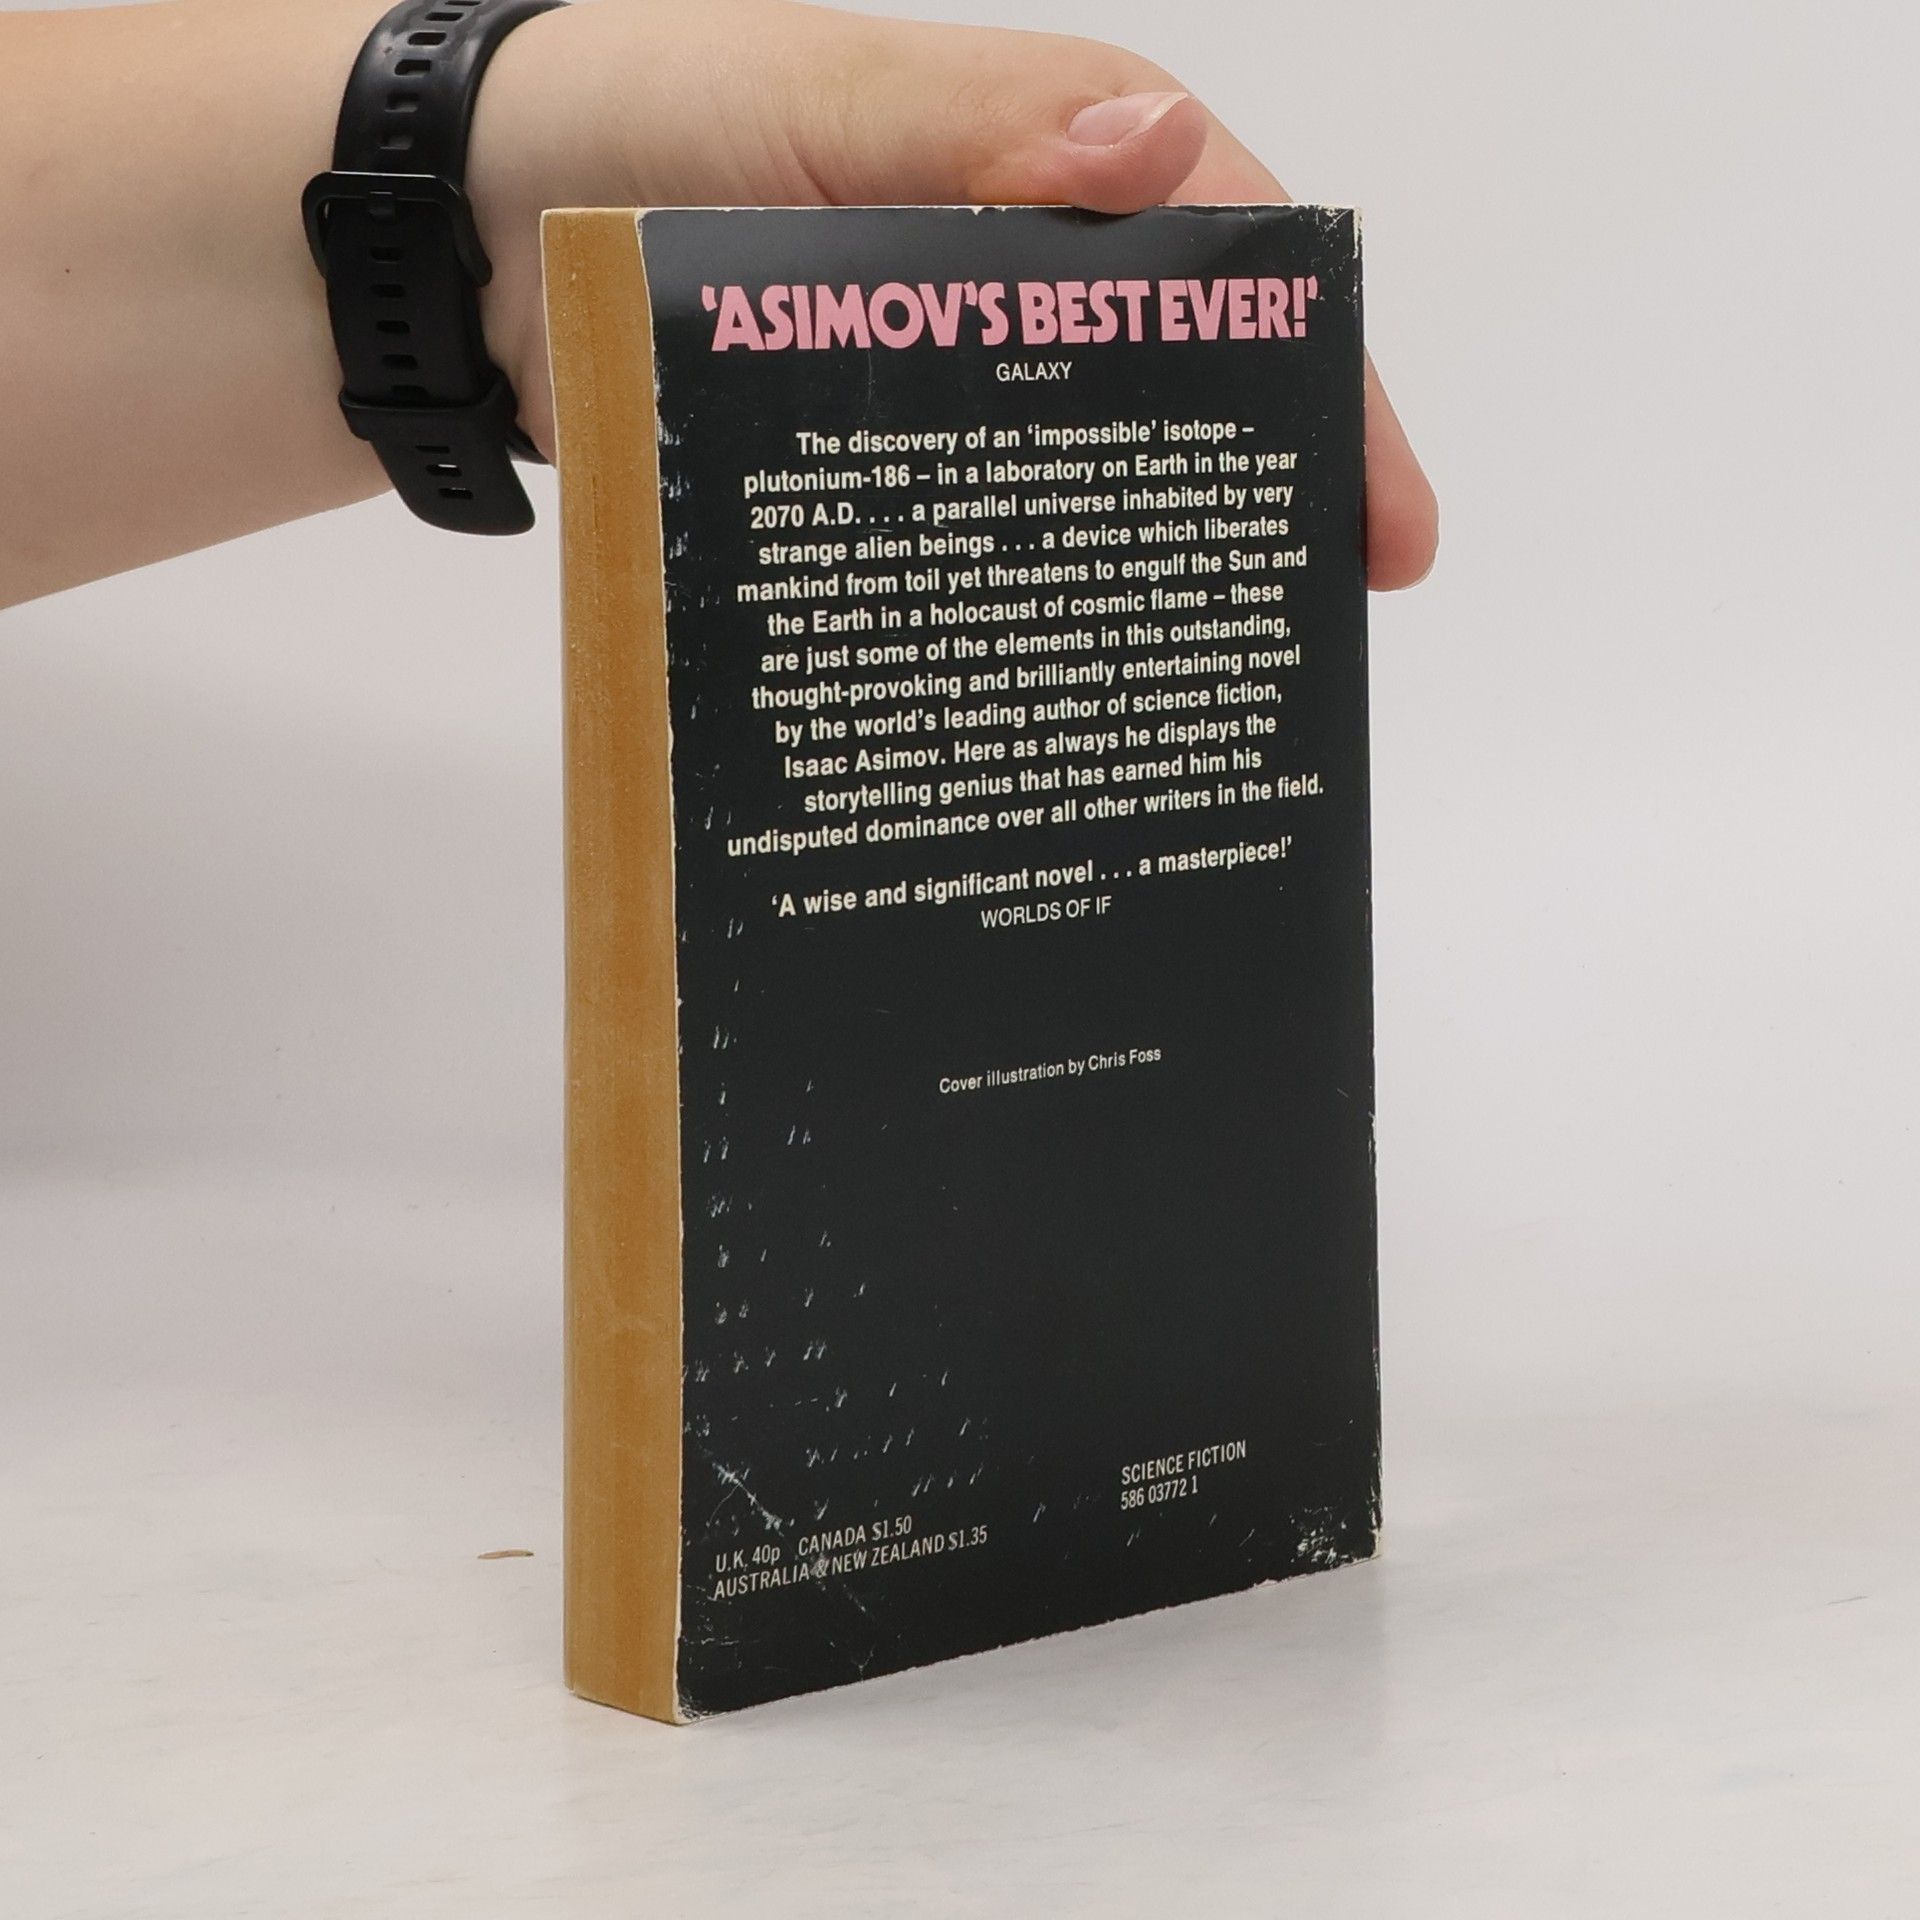 ‘ASIMOV’S BEST EVER!’
GALAXY
The discovery of an ‘impossible’ isotope –
plutonium-186 – in a laboratory on Earth in the year
2070 A.D. . . . a parallel universe inhabited by very
strange alien beings . . . a device which liberates
mankind from toil yet threatens to engulf the Sun and
the Earth in a holocaust of cosmic flame – these
are just some of the elements in this outstanding,
thought-provoking and brilliantly entertaining novel
by the world’s leading author of science fiction,
Isaac Asimov. Here as always he displays the
storytelling genius that has earned him his
undisputed dominance over all other writers in the field.
‘A wise and significant novel . . . a masterpiece!’
WORLDS OF IF
Cover illustration by Chris Foss
SCIENCE FICTION
586 03772 1
U.K. 40p CANADA $1.50
AUSTRALIA & NEW ZEALAND $1.35